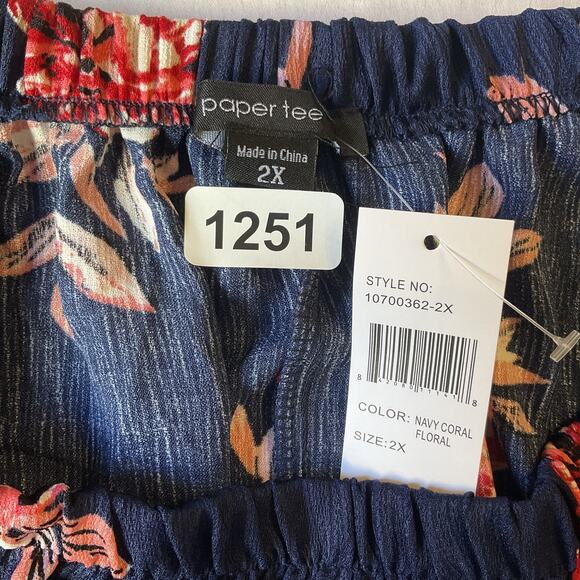 paper tee
Made in China
2X
1251
STYLE NO:
10700362-2X
COLOR: NAVY CORAL
FLORAL
SIZE:2X